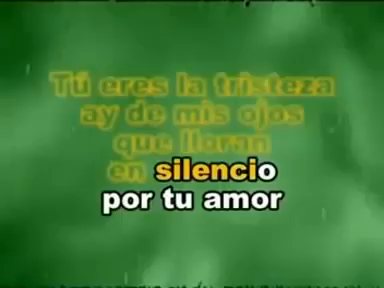 Tú eres la tristeza
ay de mis ojos
que lloran
en silencio
por tu amor